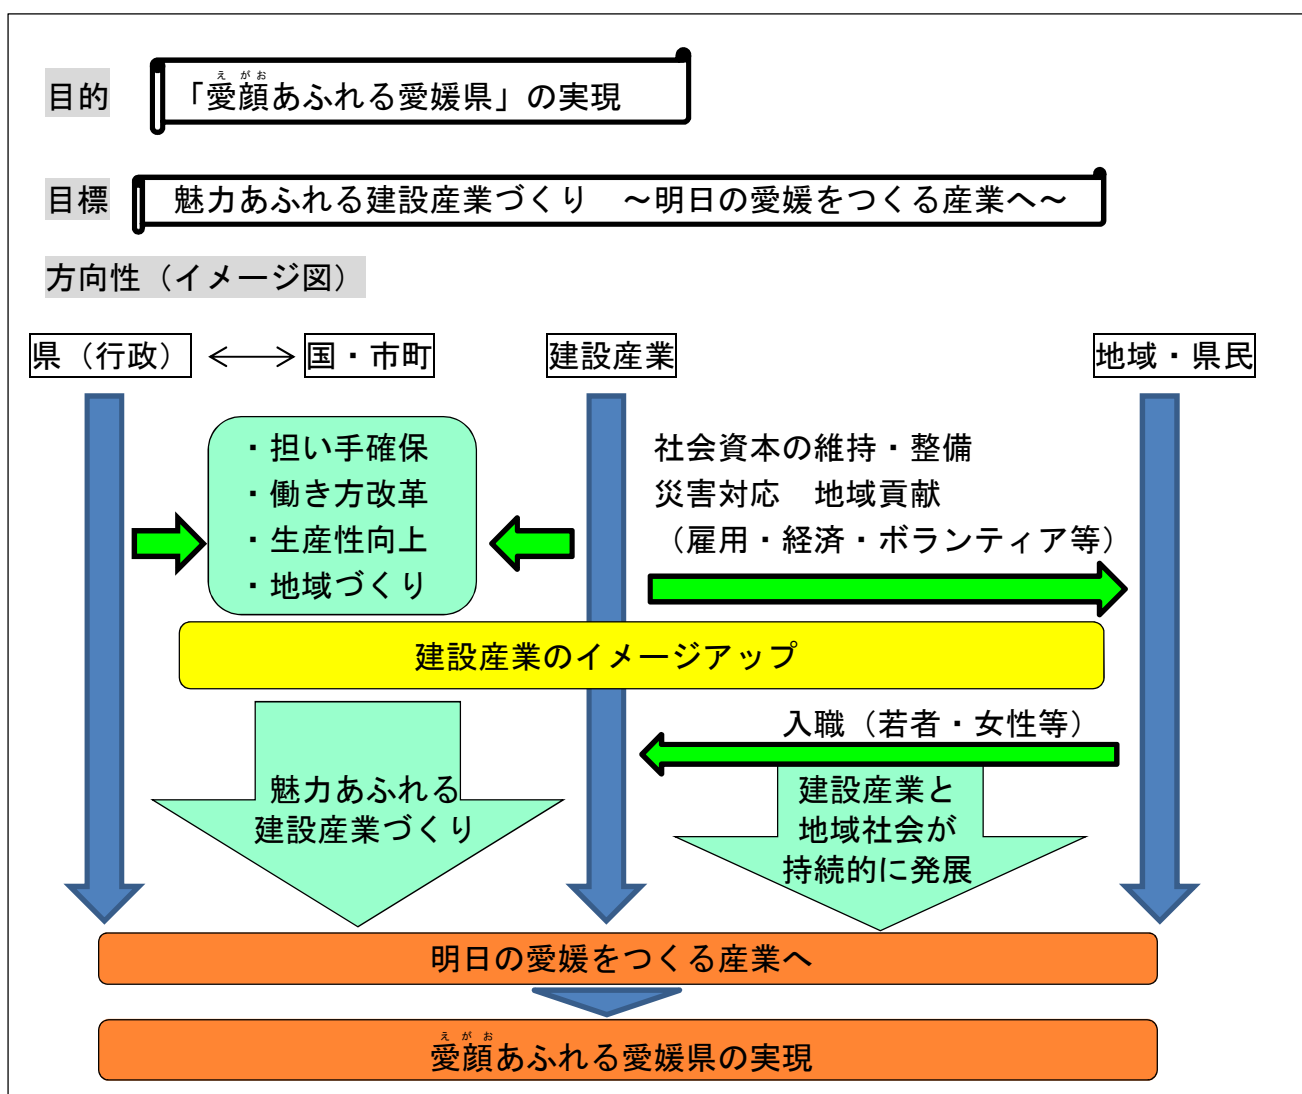 目的
「愛顔あふれる愛媛県」の実現
え がお
目標
魅力あふれる建設産業づくり　～明日の愛媛をつくる産業へ～
方向性（イメージ図）
県（行政）
国・市町
建設産業
地域・県民
・担い手確保
・働き方改革
・生産性向上
・地域づくり
社会資本の維持・整備
災害対応　地域貢献
（雇用・経済・ボランティア等）
建設産業のイメージアップ
入職（若者・女性等）
魅力あふれる
建設産業づくり
建設産業と
地域社会が
持続的に発展
明日の愛媛をつくる産業へ
え が お
愛顔あふれる愛媛県の実現